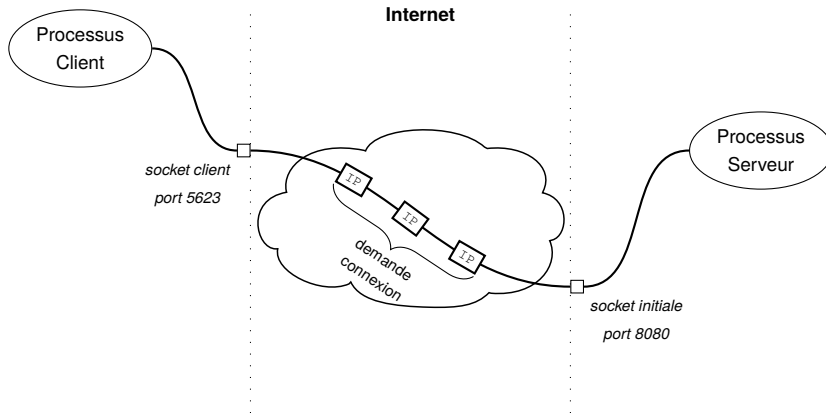 Internet
Processus
Client
Processus
Serveur
socket client
port 5623
IP
IP
IP
demande
connexion
socket initiale
port 8080